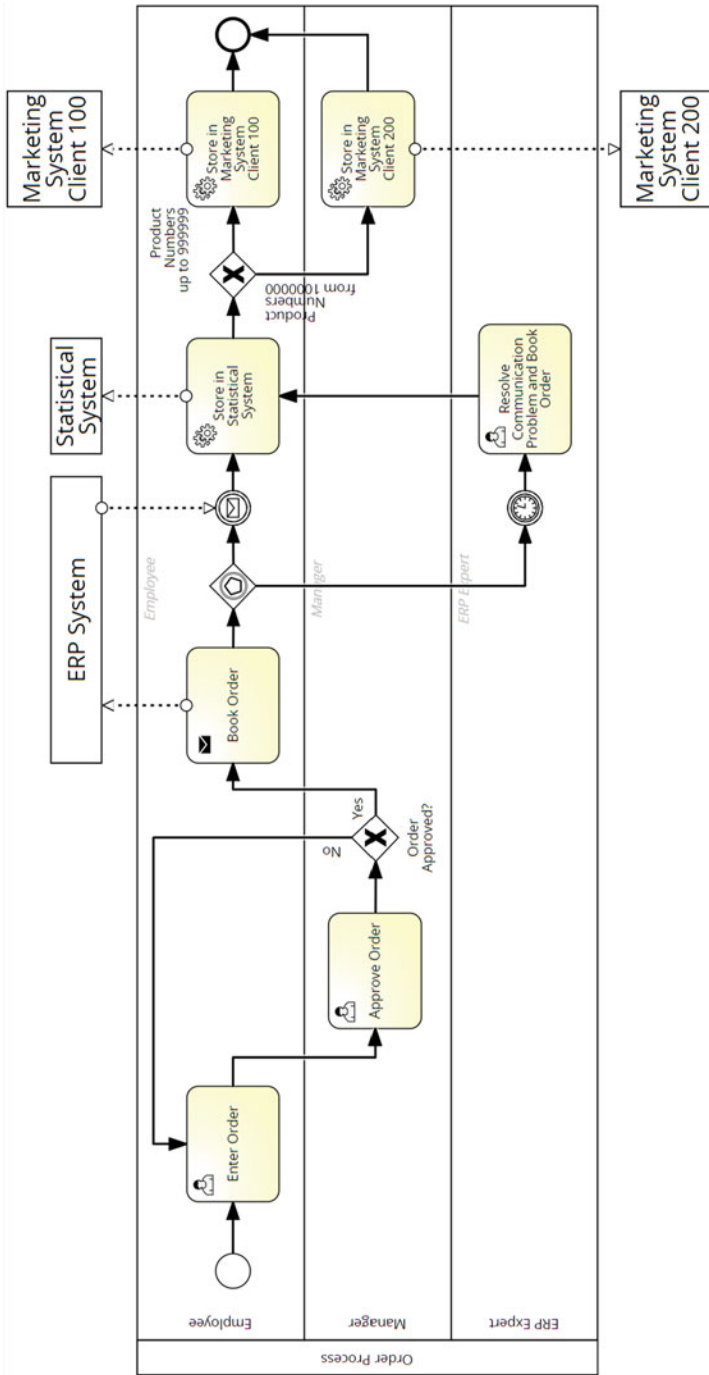 Order Process
Employee
Manager
ERP Expert
Employee
Manager
ERP Expert
ERP System
Statistical
System
Marketing
System
Client 100
Enter Order
Approve Order
Order
Approved?
No
Yes
Book Order
Store in
Statistical
System
Resolve
Communication
Problem and Book
Order
Product
Numbers
up to 999999
Product
Numbers
from 1000000
Store in
Marketing
System
Client 100
Store in
Marketing
System
Client 200
Marketing
System
Client 200